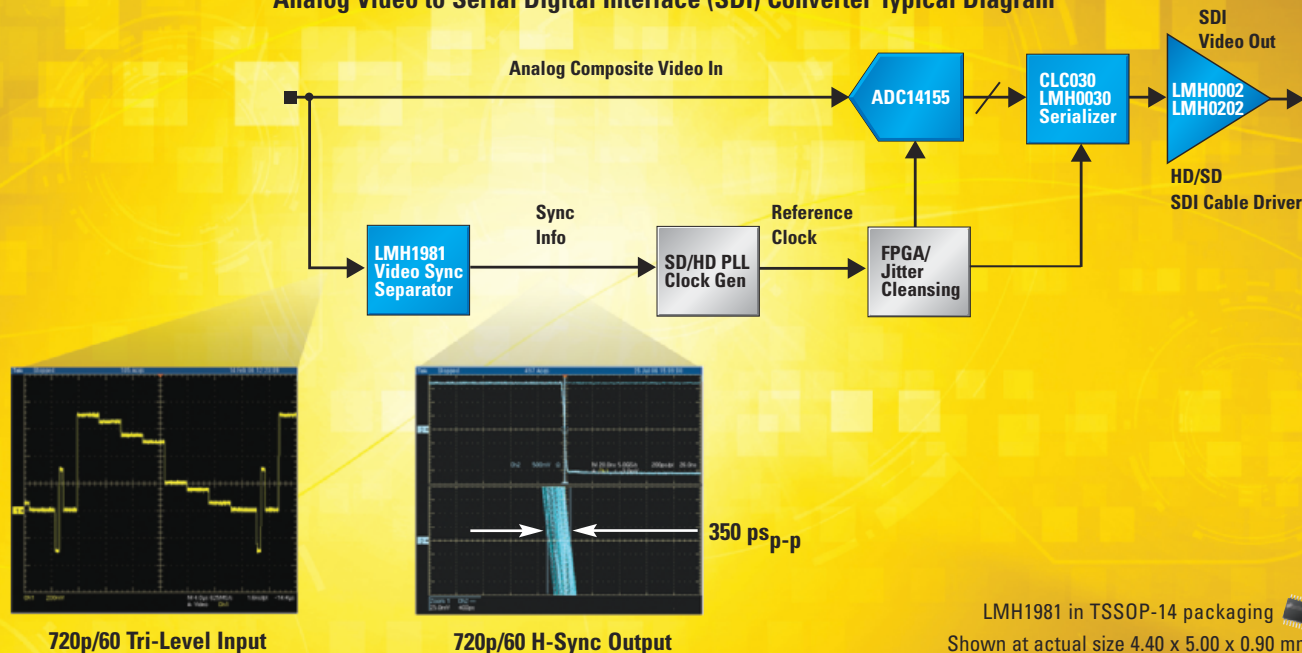 Analog Video to Serial Digital Interface (SDI) Converter Typical Diagram
SDI
Video Out
Analog Composite Video In
ADC14155
CLC030
LMH0030
Serializer
LMH0002
LMH0202
HD/SD
SDI Cable Driver
Sync
Info
Reference
Clock
LMH1981
Video Sync
Separator
SD/HD PLL
Clock Gen
FPGA/
Jitter
Cleansing
350 psp-p
720p/60 Tri-Level Input
720p/60 H-Sync Output
LMH1981 in TSSOP-14 packaging
Shown at actual size 4.40 x 5.00 x 0.90 mm